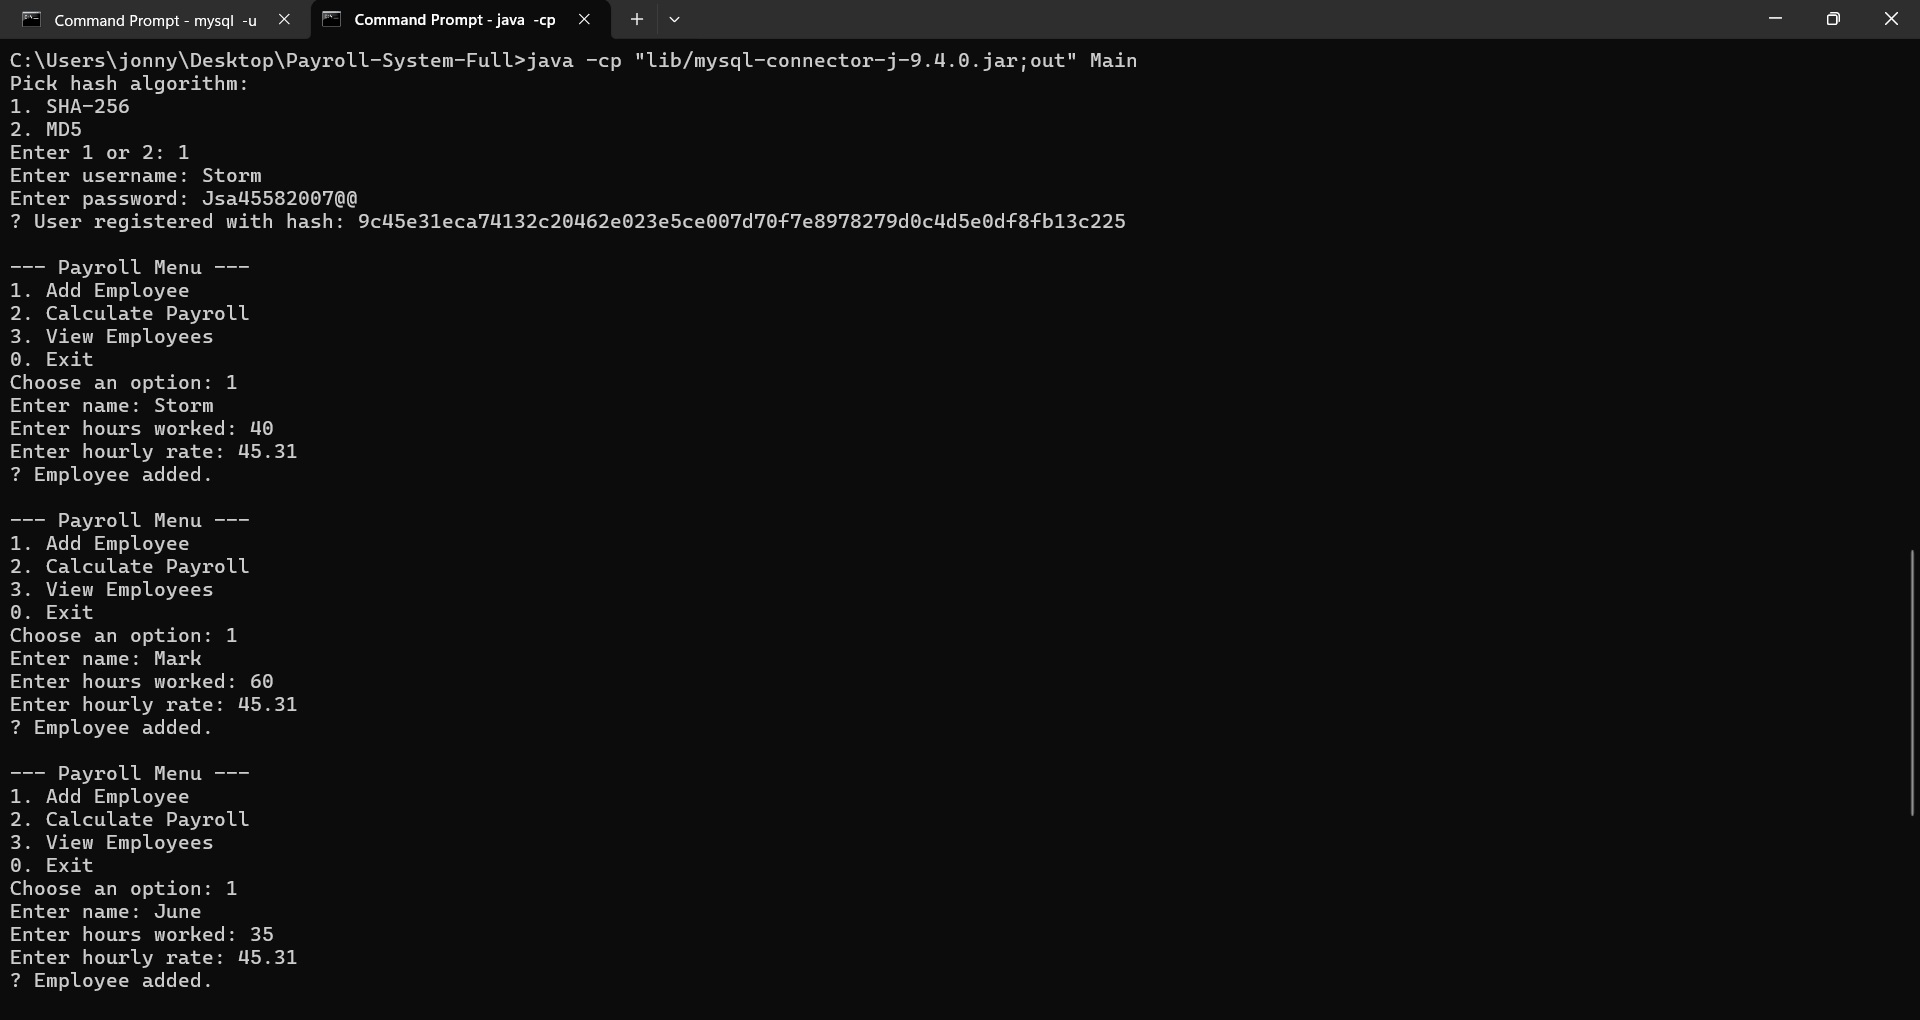 Command Prompt - mysql -u
Command Prompt - java -cp
C:\Users\jonny\Desktop\Payroll-System-Full>java -cp "lib/mysql-connector-j-9.4.0.jar;out" Main
Pick hash algorithm:
1. SHA-256
2. MD5
Enter 1 or 2: 1
Enter username: Storm
Enter password: Jsa45582007@@
? User registered with hash: 9c45e31eca74132c20462e023e5ce007d70f7e8978279d0c4d5e0df8fb13c225
--- Payroll Menu ---
1. Add Employee
2. Calculate Payroll
3. View Employees
0. Exit
Choose an option: 1
Enter name: Storm
Enter hours worked: 40
Enter hourly rate: 45.31
? Employee added.
--- Payroll Menu ---
1. Add Employee
2. Calculate Payroll
3. View Employees
0. Exit
Choose an option: 1
Enter name: Mark
Enter hours worked: 60
Enter hourly rate: 45.31
? Employee added.
--- Payroll Menu ---
1. Add Employee
2. Calculate Payroll
3. View Employees
0. Exit
Choose an option: 1
Enter name: June
Enter hours worked: 35
Enter hourly rate: 45.31
? Employee added.